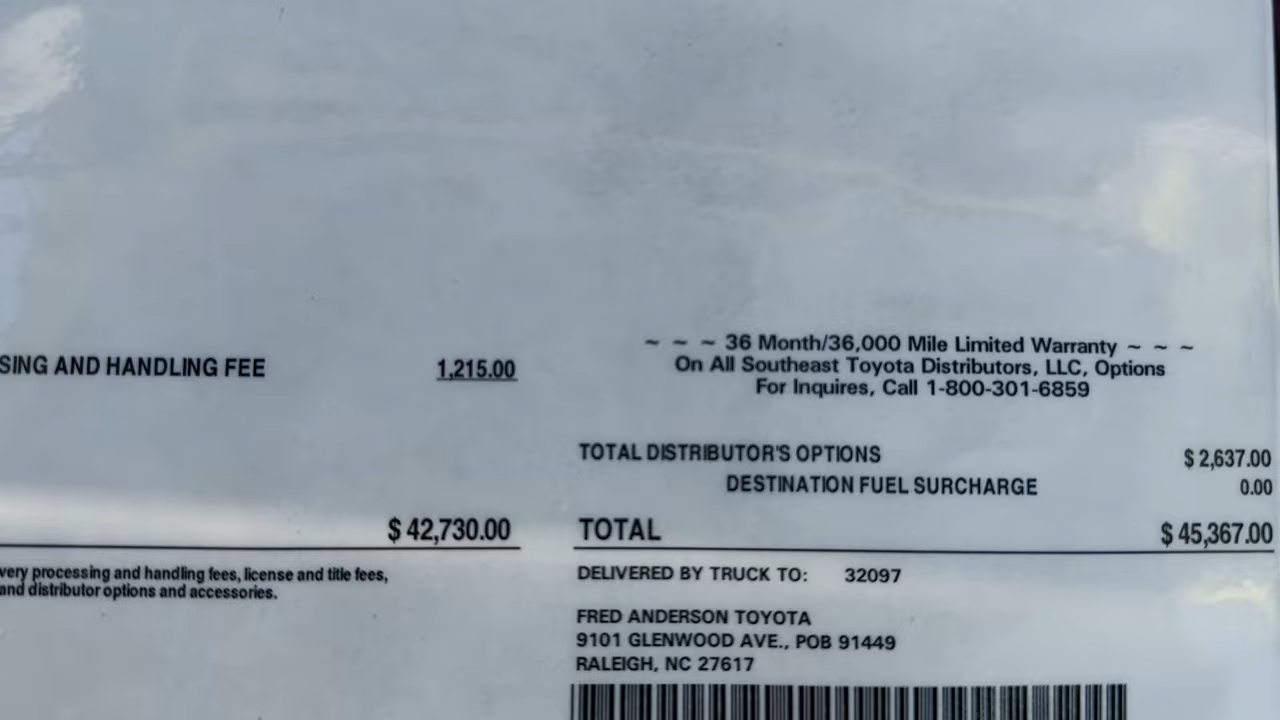 ~ ~ ~ 36 Month/36,000 Mile Limited Warranty ~ ~ ~
On All Southeast Toyota Distributors, LLC, Options
For Inquires, Call 1-800-301-6859
SING AND HANDLING FEE 1,215.00
TOTAL DISTRIBUTOR'S OPTIONS $ 2,637.00
DESTINATION FUEL SURCHARGE 0.00
$ 42,730.00
TOTAL $ 45,367.00
very processing and handling fees, license and title fees,
and distributor options and accessories.
DELIVERED BY TRUCK TO: 32097
FRED ANDERSON TOYOTA
9101 GLENWOOD AVE., POB 91449
RALEIGH, NC 27617